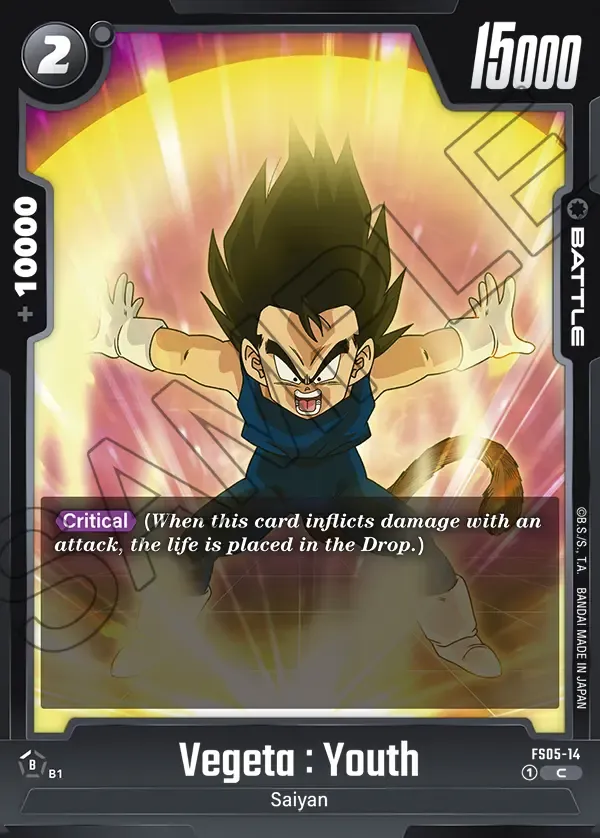 2
15000
+ 10000
BATTLE
SAMPLE
Critical (When this card inflicts damage with an
attack, the life is placed in the Drop.)
©B.S./S., T.A. BANDAI MADE IN JAPAN
B
B1
Vegeta : Youth
FS05-14
1 C
Saiyan